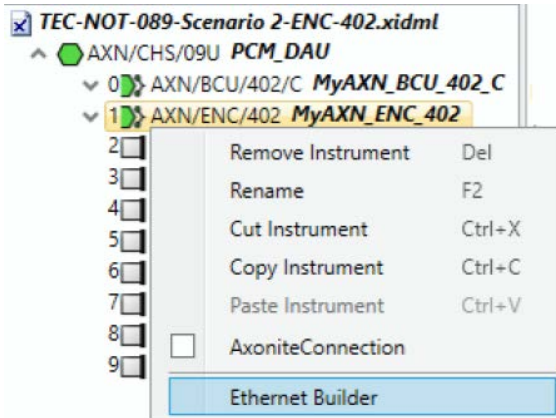 TEC-NOT-089-Scenario 2-ENC-402.xidml
AXN/CHS/09U PCM_DAU
0 AXN/BCU/402/C MyAXN_BCU_402_C
1 AXN/ENC/402 MyAXN_ENC_402
2
3
4
5
6
7
8
9
Remove Instrument Del
Rename F2
Cut Instrument Ctrl+X
Copy Instrument Ctrl+C
Paste Instrument Ctrl+V
AxoniteConnection
Ethernet Builder